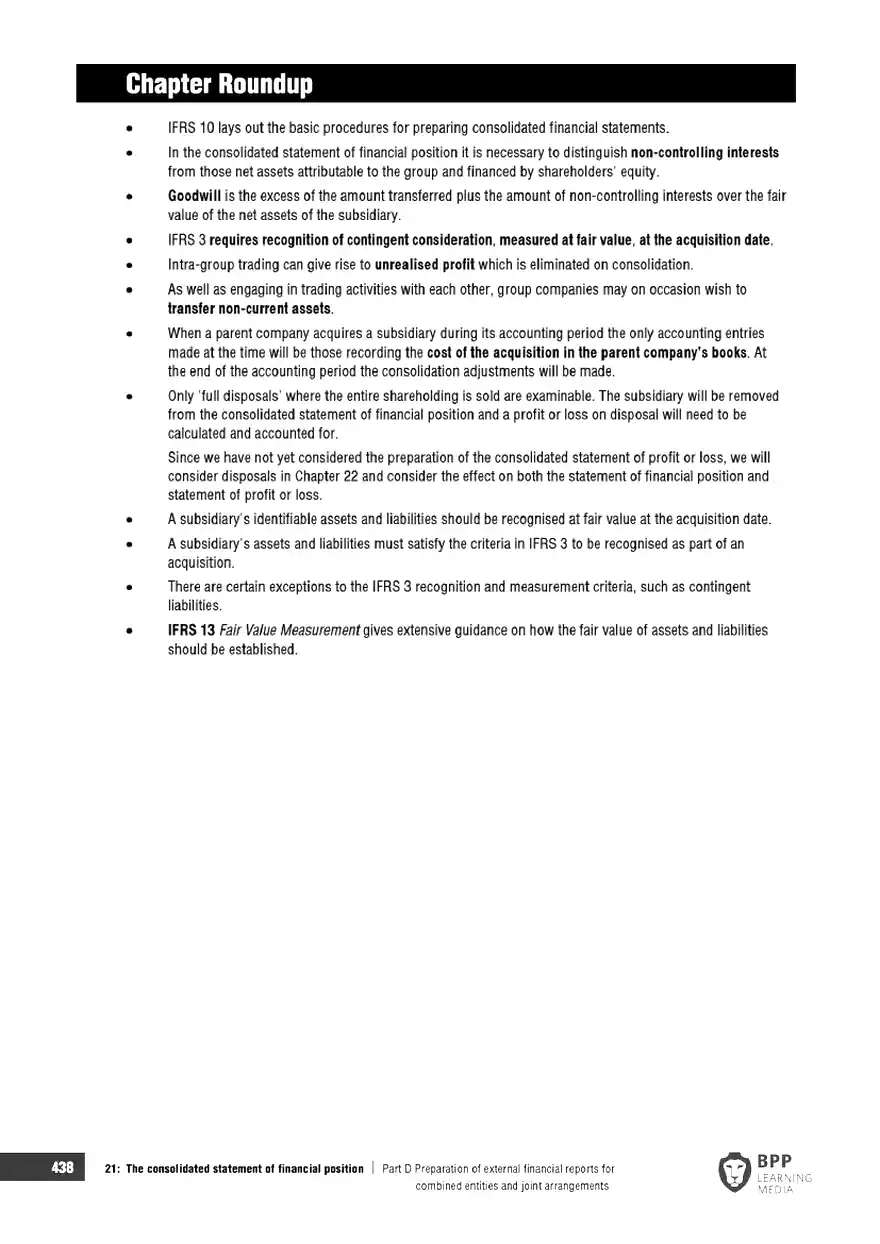 Chapter Roundup
• IFRS 10 lays out the basic procedures for preparing consolidated financial statements.
• In the consolidated statement of financial position it is necessary to distinguish non-controlling interests
from those net assets attributable to the group and financed by shareholders' equity.
• Goodwill is the excess of the amount transferred plus the amount of non-controlling interests over the fair
value of the net assets of the subsidiary.
• IFRS 3 requires recognition of contingent consideration, measured at fair value, at the acquisition date.
• Intra-group trading can give rise to unrealised profit which is eliminated on consolidation.
• As well as engaging in trading activities with each other, group companies may on occasion wish to
transfer non-current assets.
• When a parent company acquires a subsidiary during its accounting period the only accounting entries
made at the time will be those recording the cost of the acquisition in the parent company's books. At
the end of the accounting period the consolidation adjustments will be made.
• Only 'full disposals' where the entire shareholding is sold are examinable. The subsidiary will be removed
from the consolidated statement of financial position and a profit or loss on disposal will need to be
calculated and accounted for.
Since we have not yet considered the preparation of the consolidated statement of profit or loss, we will
consider disposals in Chapter 22 and consider the effect on both the statement of financial position and
statement of profit or loss.
• A subsidiary's identifiable assets and liabilities should be recognised at fair value at the acquisition date.
• A subsidiary's assets and liabilities must satisfy the criteria in IFRS 3 to be recognised as part of an
acquisition.
• There are certain exceptions to the IFRS 3 recognition and measurement criteria, such as contingent
liabilities.
• IFRS 13 Fair Value Measurement gives extensive guidance on how the fair value of assets and liabilities
should be established.
438 21: The consolidated statement of financial position | Part D Preparation of external financial reports for
combined entities and joint arrangements
BPP
LEARNING
MEDIA